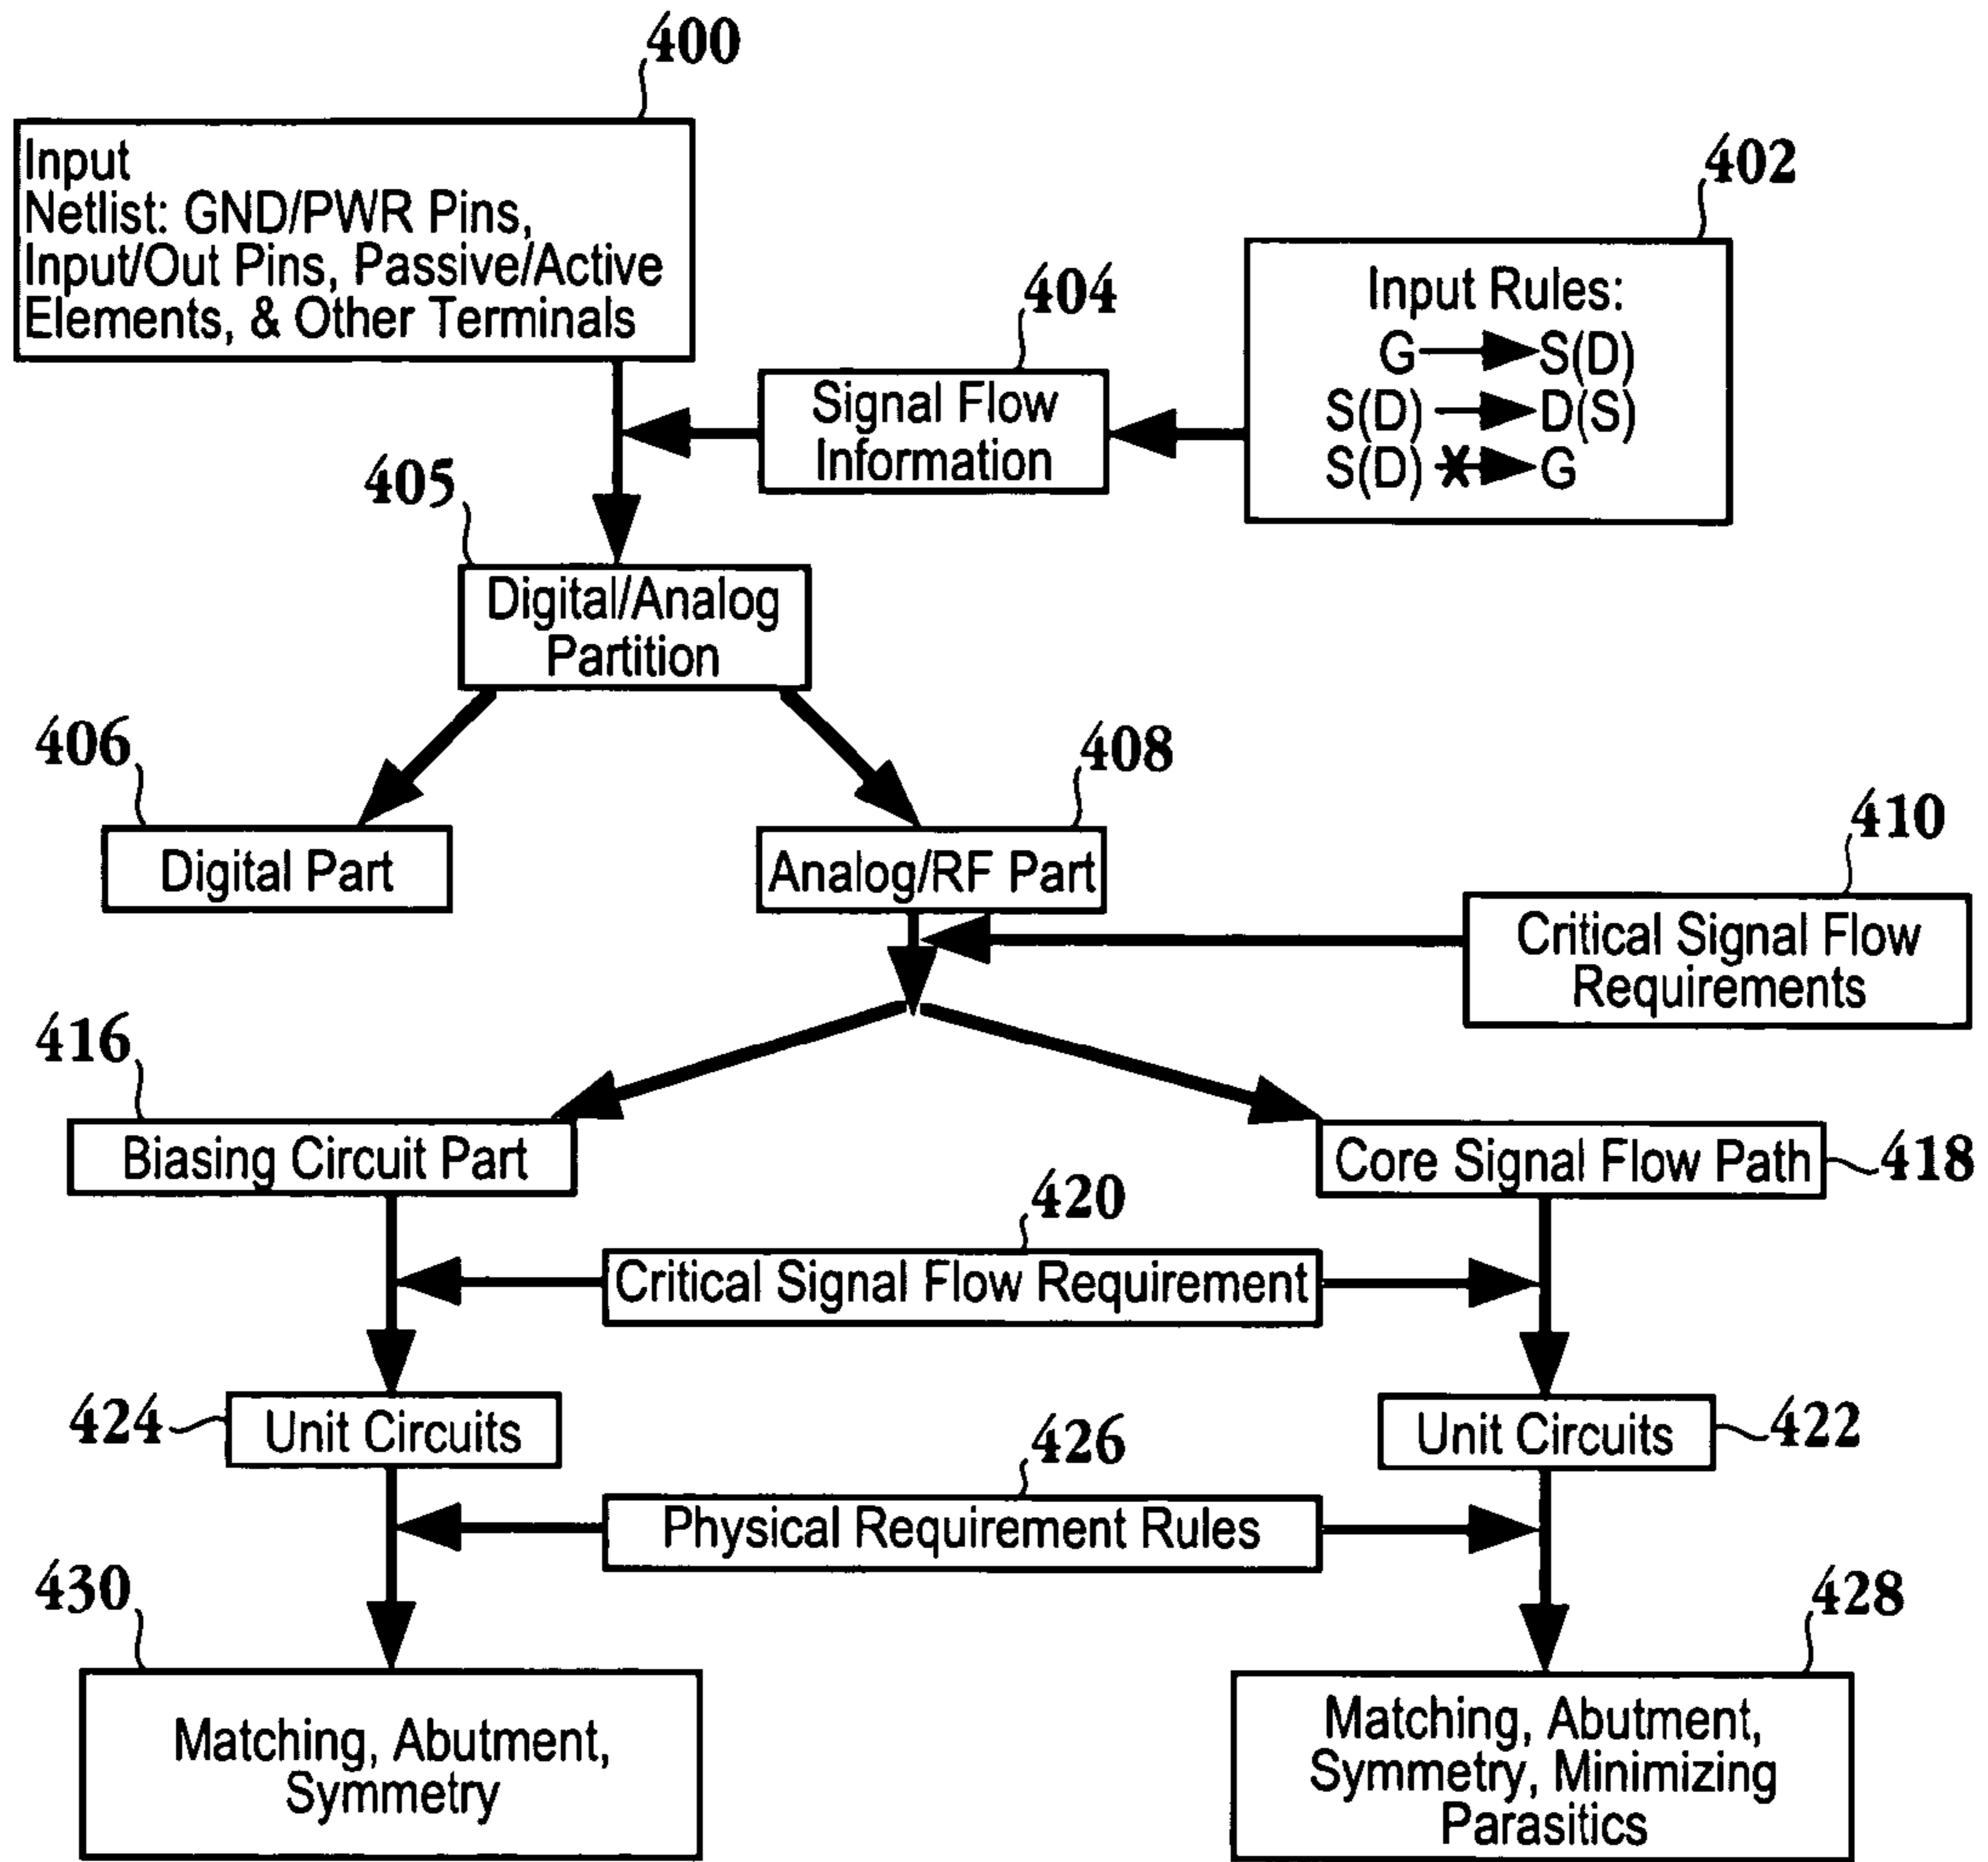 400
Input
Netlist: GND/PWR Pins,
Input/Out Pins, Passive/Active
Elements, & Other Terminals
402
Input Rules:
G → S(D)
S(D) → D(S)
S(D) *→ G
404
Signal Flow
Information
405
Digital/Analog
Partition
406
Digital Part
408
Analog/RF Part
410
Critical Signal Flow
Requirements
416
Biasing Circuit Part
Core Signal Flow Path
418
420
Critical Signal Flow Requirement
424
Unit Circuits
Unit Circuits
422
426
Physical Requirement Rules
430
Matching, Abutment,
Symmetry
428
Matching, Abutment,
Symmetry, Minimizing
Parasitics